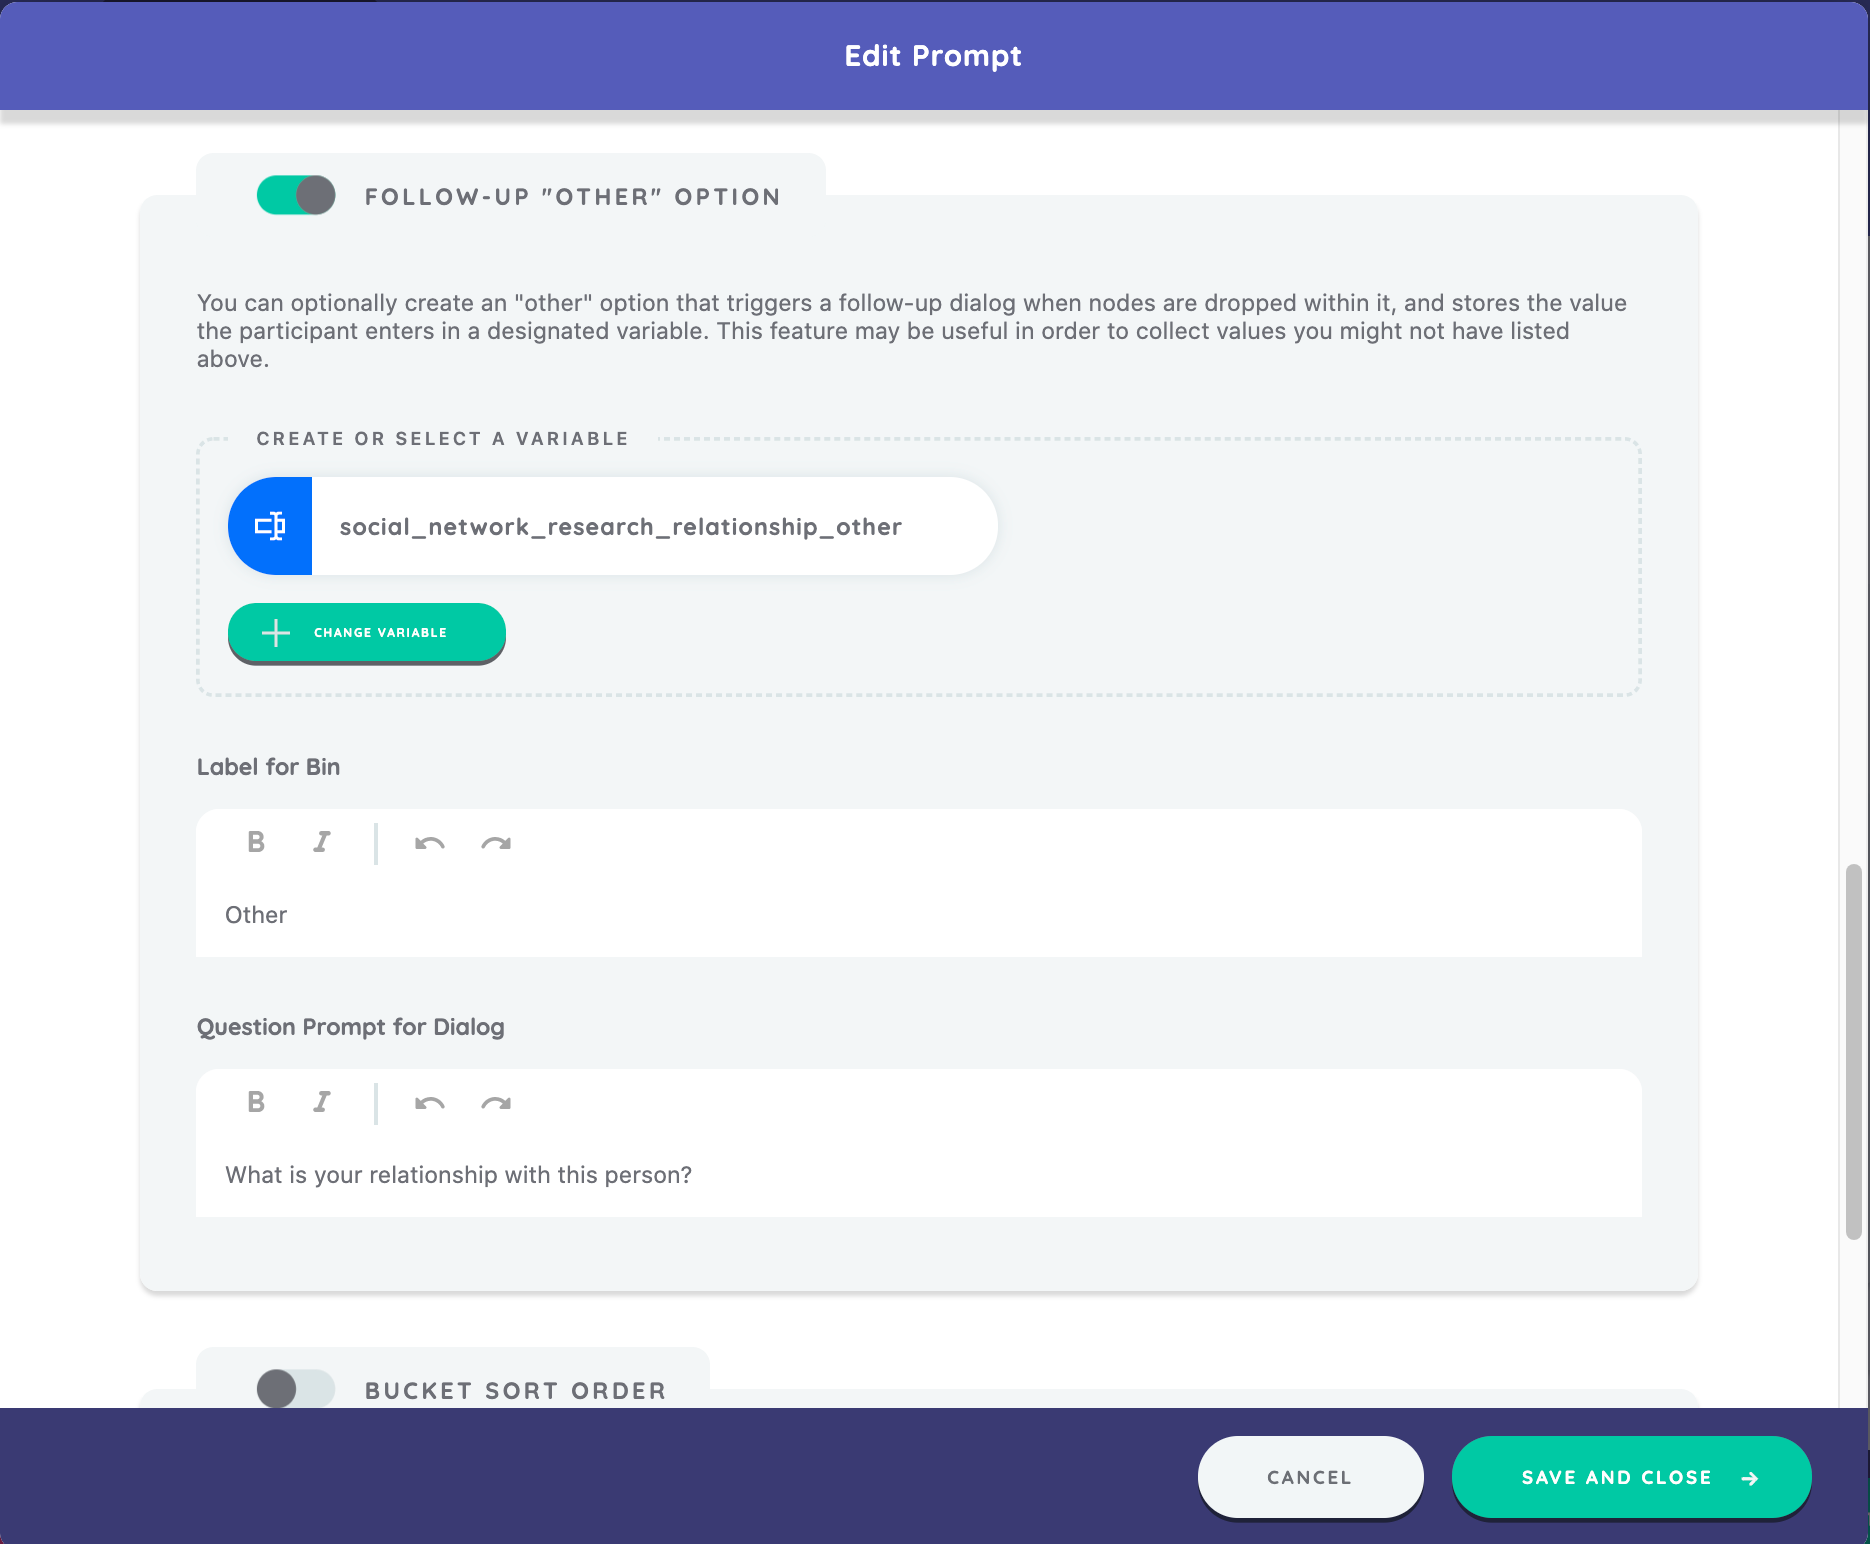 Edit Prompt
FOLLOW-UP "OTHER" OPTION
You can optionally create an "other" option that triggers a follow-up dialog when nodes are dropped within it, and stores the value
the participant enters in a designated variable. This feature may be useful in order to collect values you might not have listed
above.
CREATE OR SELECT A VARIABLE
social_network_research_relationship_other
CHANGE VARIABLE
Label for Bin
B I
Other
Question Prompt for Dialog
B I
What is your relationship with this person?
BUCKET SORT ORDER
CANCEL
SAVE AND CLOSE →